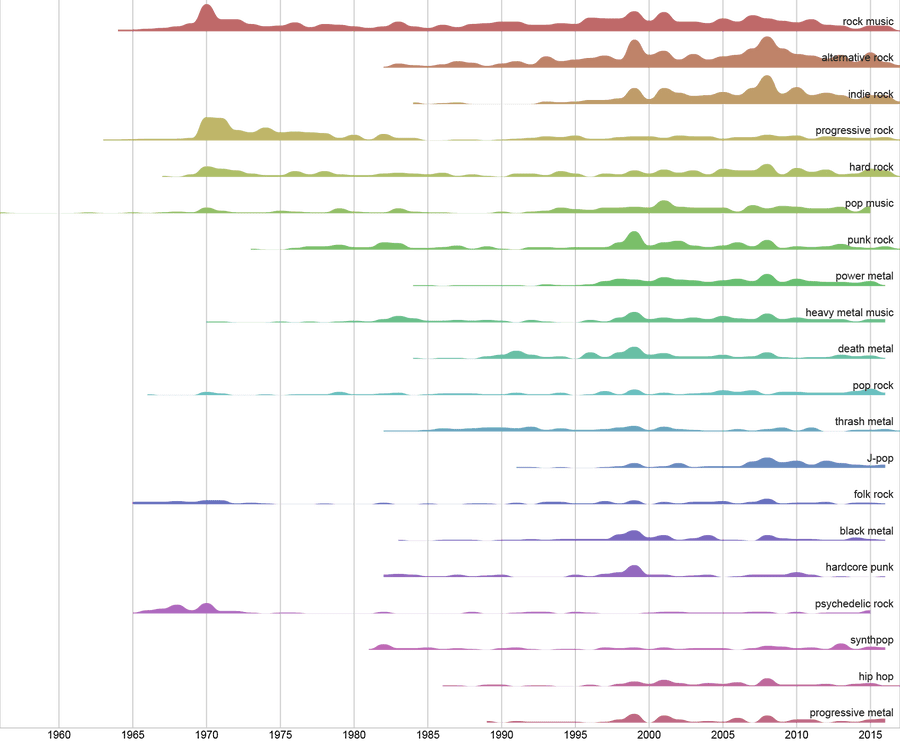 rock music
alternative rock
indie rock
progressive rock
hard rock
pop music
punk rock
power metal
heavy metal music
death metal
pop rock
thrash metal
J-pop
folk rock
black metal
hardcore punk
psychedelic rock
synthpop
hip hop
progressive metal
1960 1965 1970 1975 1980 1985 1990 1995 2000 2005 2010 2015